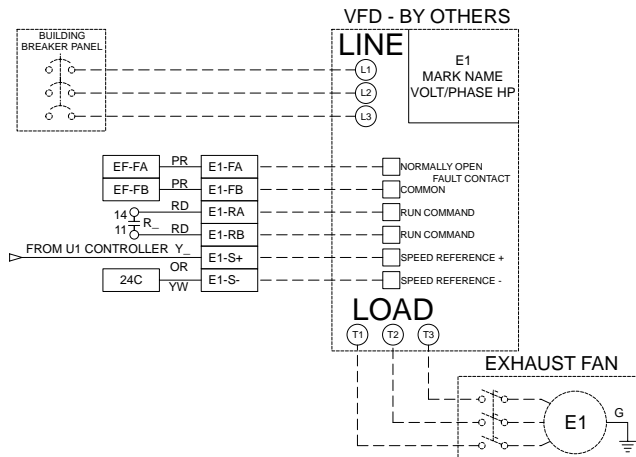 VFD - BY OTHERS
BUILDING
BREAKER PANEL
LINE
E1
MARK NAME
VOLT/PHASE HP
L1
L2
L3
EF-FA PR E1-FA NORMALLY OPEN
FAULT CONTACT
EF-FB PR E1-FB COMMON
14 RD E1-RA RUN COMMAND
R_
11 RD E1-RB RUN COMMAND
FROM U1 CONTROLLER Y_ E1-S+ SPEED REFERENCE +
OR
24C YW E1-S- SPEED REFERENCE -
LOAD
T1 T2 T3
EXHAUST FAN
E1 G